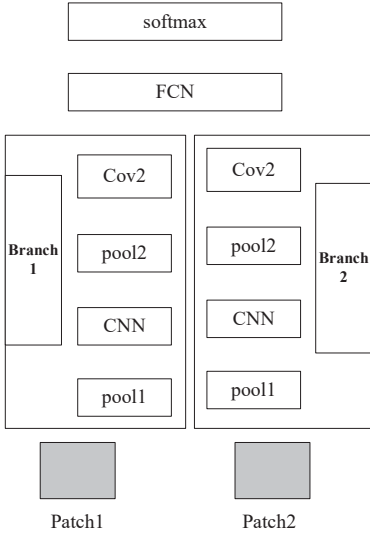 softmax
FCN
Cov2
pool2
CNN
pool1
Branch
1
Cov2
pool2
CNN
pool1
Branch
2
Patch1
Patch2